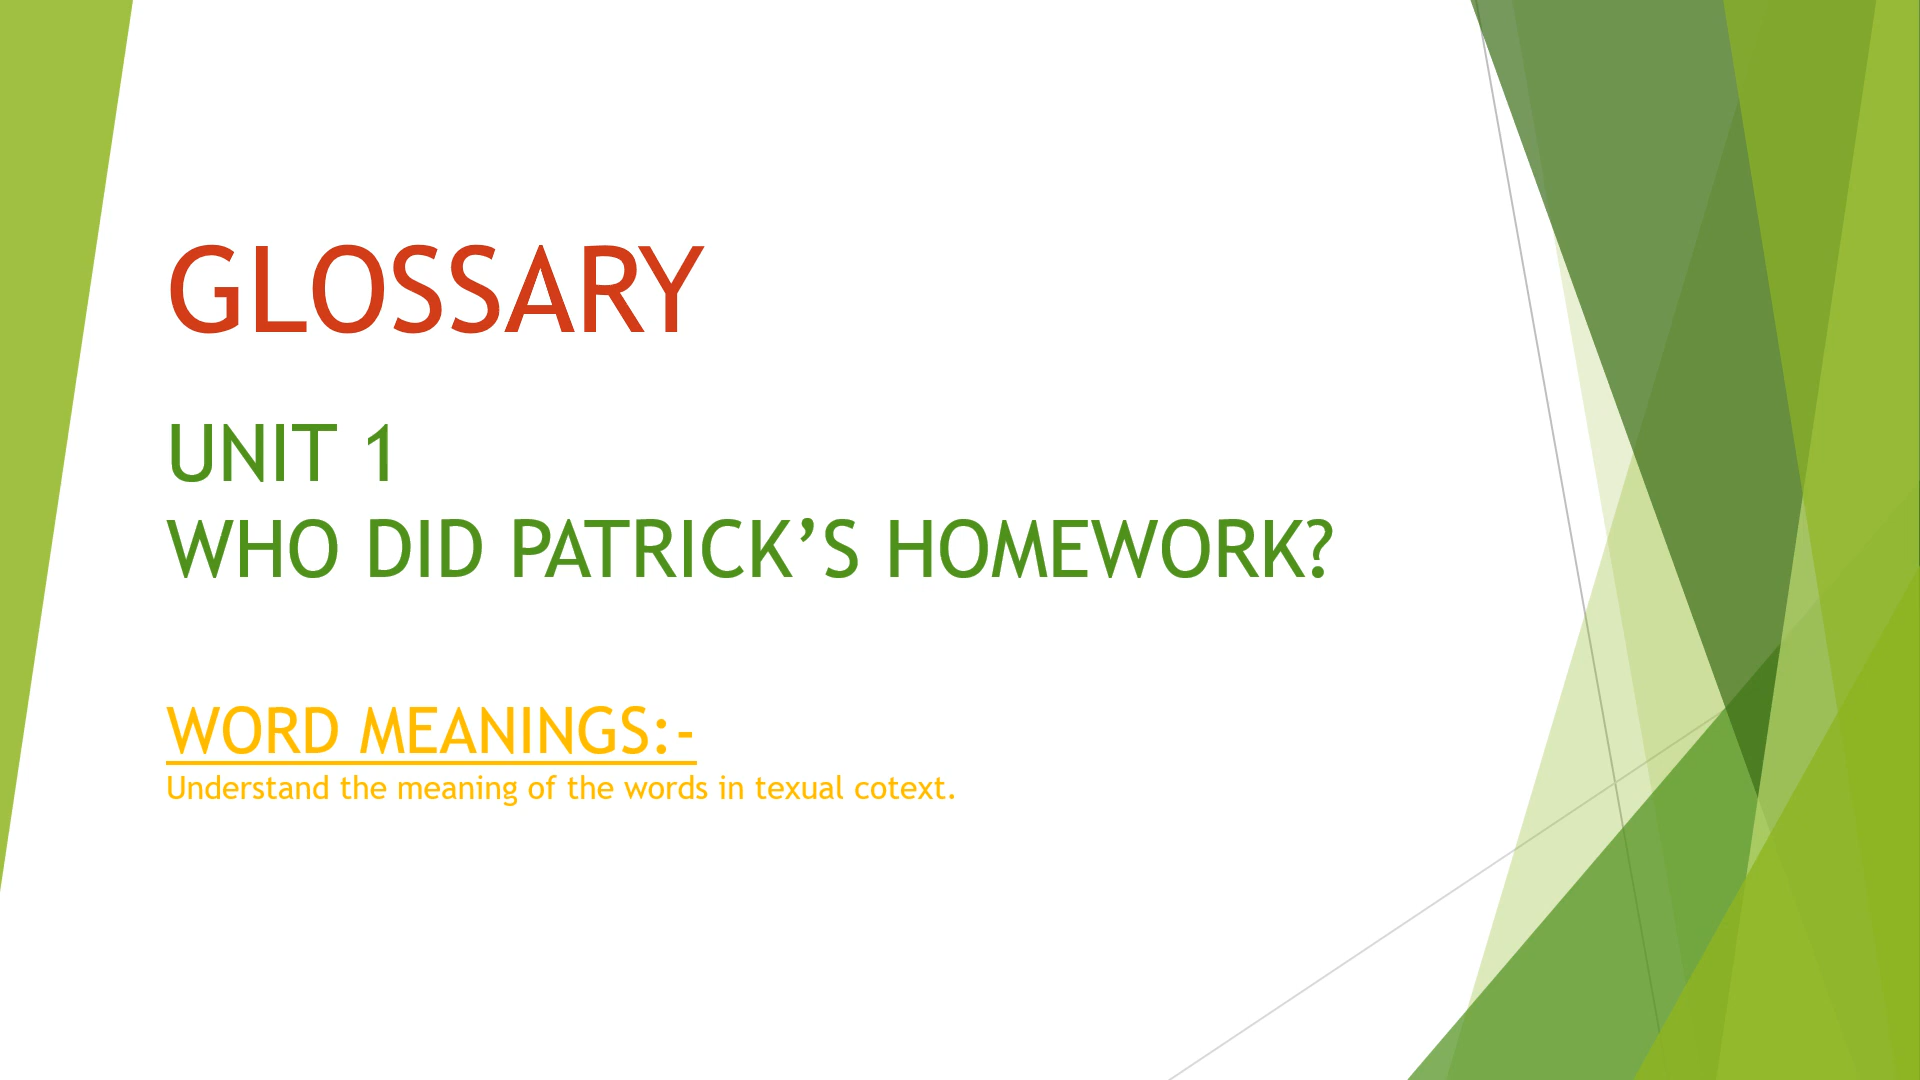 GLOSSARY
UNIT 1
WHO DID PATRICK’S HOMEWORK?
WORD MEANINGS:-
Understand the meaning of the words in texual cotext.